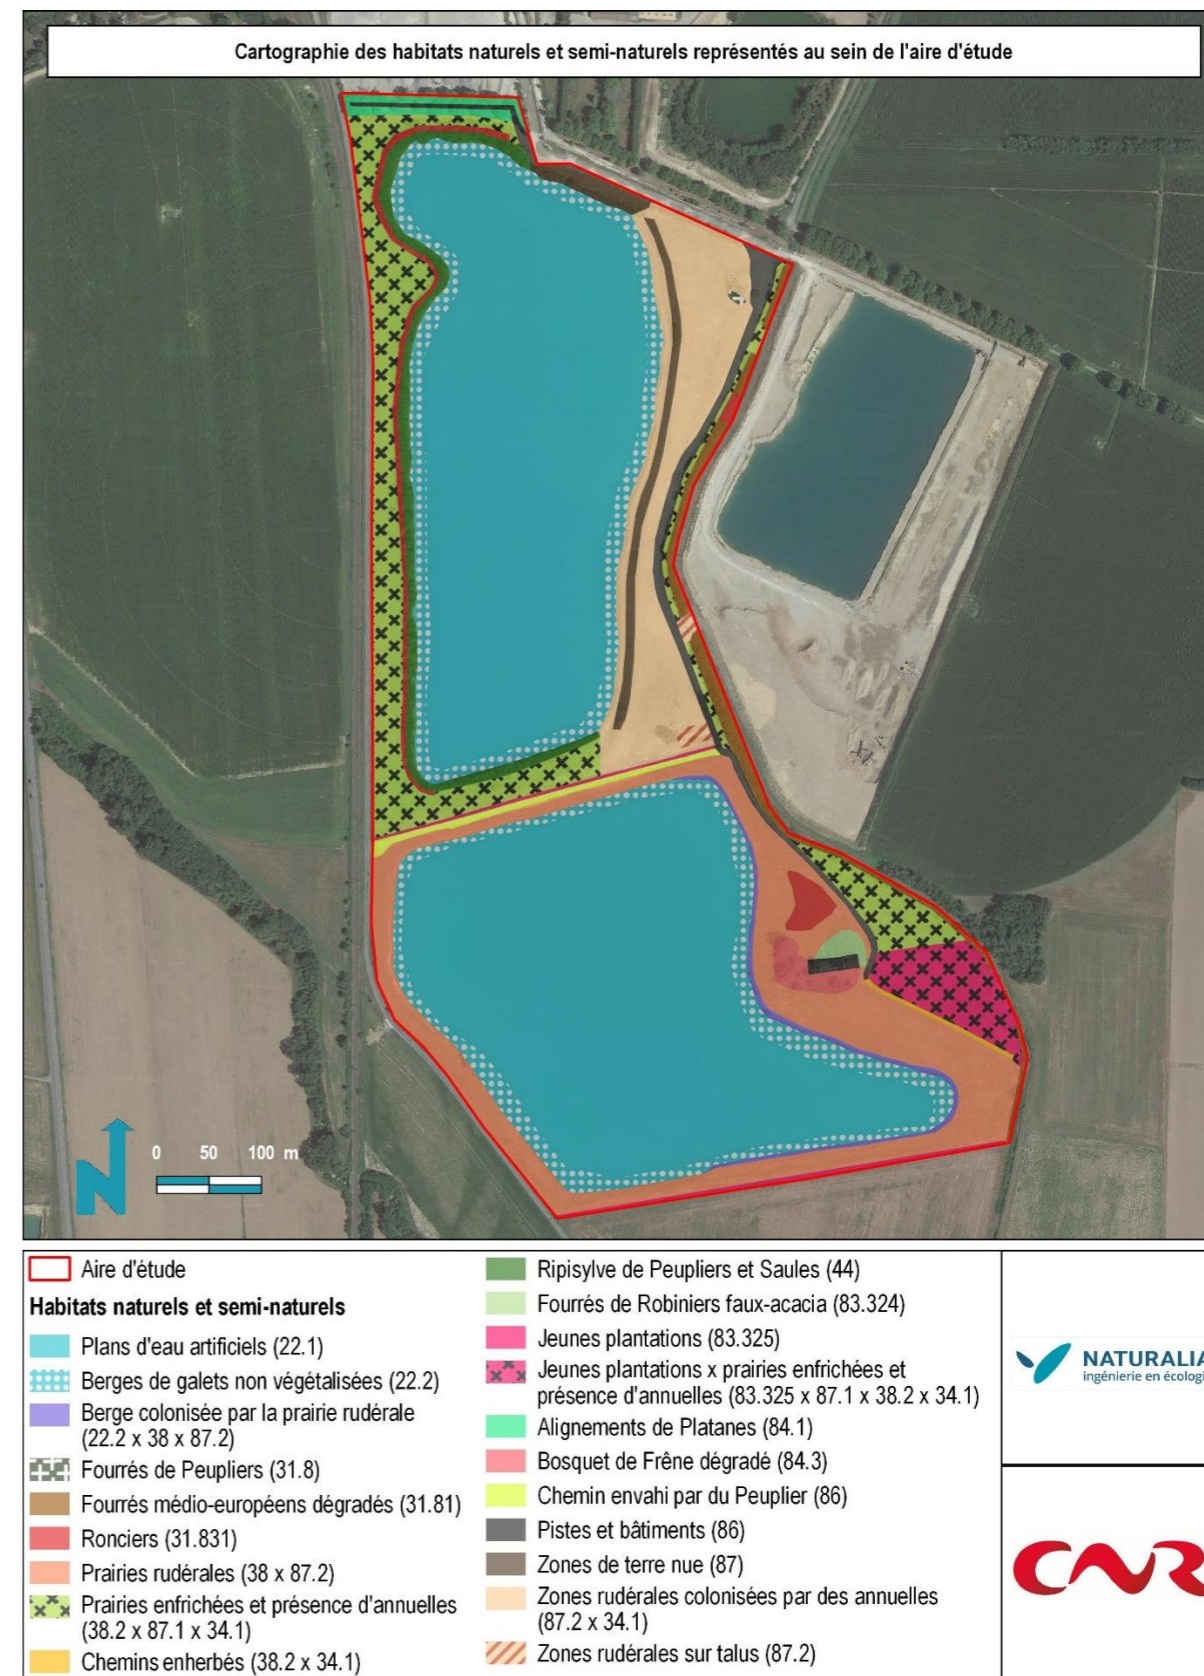 Cartographie des habitats naturels et semi-naturels représentés au sein de l'aire d'étude
0 50 100 m
N
Aire d'étude
Habitats naturels et semi-naturels
Plans d'eau artificiels (22.1)
Berges de galets non végétalisées (22.2)
Berge colonisée par la prairie rudérale
(22.2 x 38 x 87.2)
Fourrés de Peupliers (31.8)
Fourrés médio-européens dégradés (31.81)
Ronciers (31.831)
Prairies rudérales (38 x 87.2)
Prairies enfrichées et présence d'annuelles
(38.2 x 87.1 x 34.1)
Chemins enherbés (38.2 x 34.1)
Ripisylve de Peupliers et Saules (44)
Fourrés de Robiniers faux-acacia (83.324)
Jeunes plantations (83.325)
Jeunes plantations x prairies enfrichées et
présence d'annuelles (83.325 x 87.1 x 38.2 x 34.1)
Alignements de Platanes (84.1)
Bosquet de Frêne dégradé (84.3)
Chemin envahi par du Peuplier (86)
Pistes et bâtiments (86)
Zones de terre nue (87)
Zones rudérales colonisées par des annuelles
(87.2 x 34.1)
Zones rudérales sur talus (87.2)
NATURALIA
ingénierie en écologi
CNR